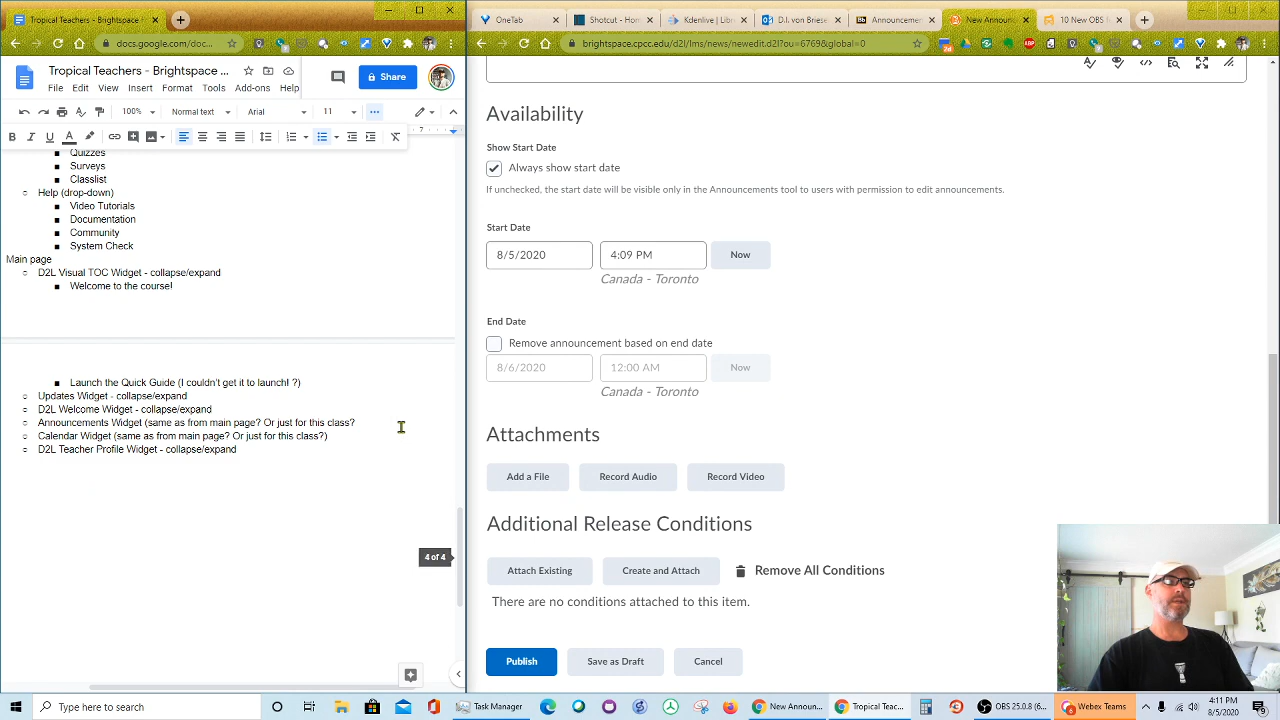 Tropical Teachers - Brightspace
docs.google.com/doc...
Tropical Teachers - Brightspace ...
File Edit View Insert Format Tools Add-ons Help
Share
100% Normal text Arial 11
7
Quizzes
Surveys
Classlist
Help (drop-down)
Video Tutorials
Documentation
Community
System Check
Main page
D2L Visual TOC Widget - collapse/expand
Welcome to the course!
Launch the Quick Guide (I couldn't get it to launch! ?)
Updates Widget - collapse/expand
D2L Welcome Widget - collapse/expand
Announcements Widget (same as from main page? Or just for this class?
Calendar Widget (same as from main page? Or just for this class?)
D2L Teacher Profile Widget - collapse/expand
4 of 4
OneTab Shotcut - Hom Kdenlive | Libr D.I. von Announcement New Announ 10 New OBS M
brightspace.cpcc.edu/d2l/lms/news/newedit.d2l?ou=6769&global=0
Availability
Show Start Date
Always show start date
If unchecked, the start date will be visible only in the Announcements tool to users with permission to edit announcements.
Start Date
8/5/2020 4:09 PM Now
Canada - Toronto
End Date
Remove announcement based on end date
8/6/2020 12:00 AM Now
Canada - Toronto
Attachments
Add a File Record Audio Record Video
Additional Release Conditions
Attach Existing Create and Attach Remove All Conditions
There are no conditions attached to this item.
Publish Save as Draft Cancel
Type here to search
Task Manager
New Announ...
Tropical Teac...
OBS 25.0.8 (6...
Webex Teams
4:11 PM
8/5/2020